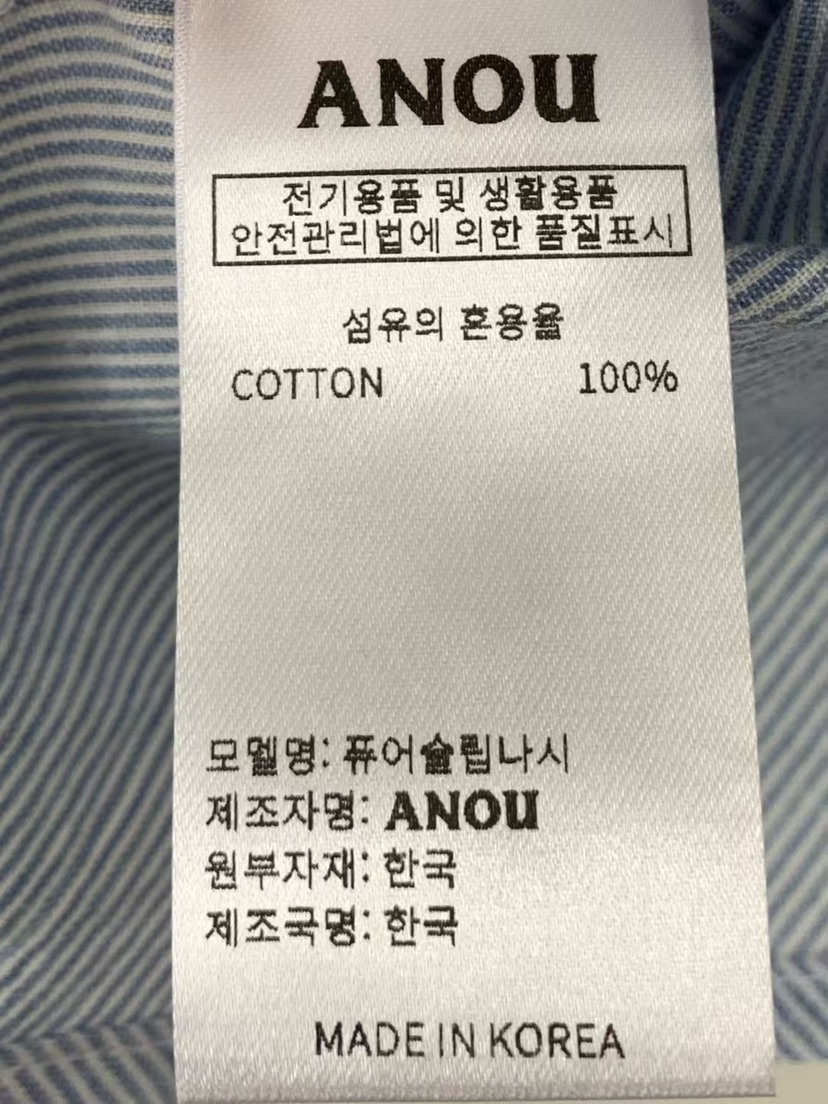 ANOU
전기용품 및 생활용품
안전관리법에 의한 품질표시
섬유의 혼용율
COTTON 100%
모델명: 퓨어슬립나시
제조자명: ANOU
원부자재: 한국
제조국명: 한국
MADE IN KOREA